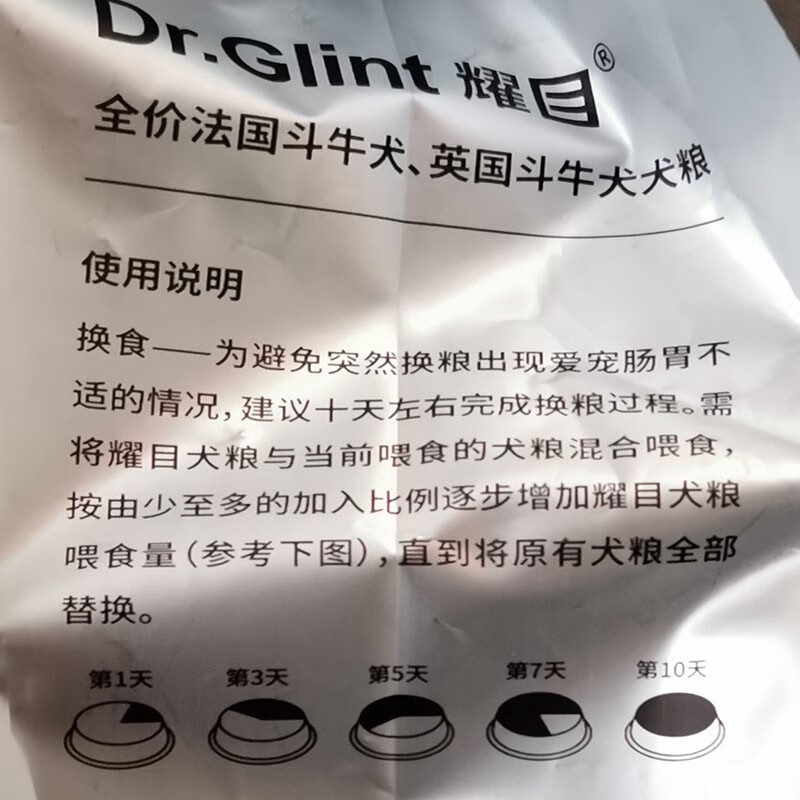 Dr.Glint 耀目®
全价法国斗牛犬、英国斗牛犬犬粮
使用说明
换食——为避免突然换粮出现爱宠肠胃不
适的情况,建议十天左右完成换粮过程。需
将耀目犬粮与当前喂食的犬粮混合喂食,
按由少至多的加入比例逐步增加耀目犬粮
喂食量(参考下图),直到将原有犬粮全部
替换。
第1天 第3天 第5天 第7天 第10天